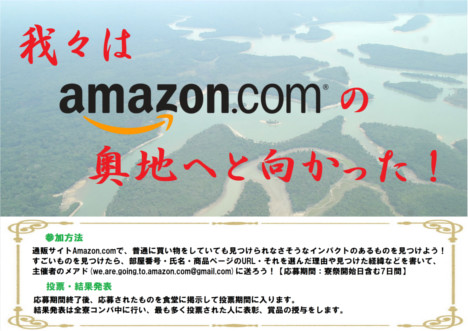 我々は
amazon.com®の
奥地へと向かった！
参加方法
通販サイトAmazon.comで、普通に買い物をしていても見つけられなさそうなインパクトのあるものを見つけよう！
すごいものを見つけたら、部屋番号・氏名・商品ページのURL・それを選んだ理由や見つけた経緯などを書いて、
主催者のメアド(we.are.going.to.amazon.com@gmail.com)に送ろう！【応募期間：寮祭開始日含む7日間】
投票・結果発表
応募期間終了後、応募されたものを食堂に掲示して投票期間に入ります。
結果発表は全寮コンパ中に行い、最も多く投票された人に表彰、賞品の授与をします。